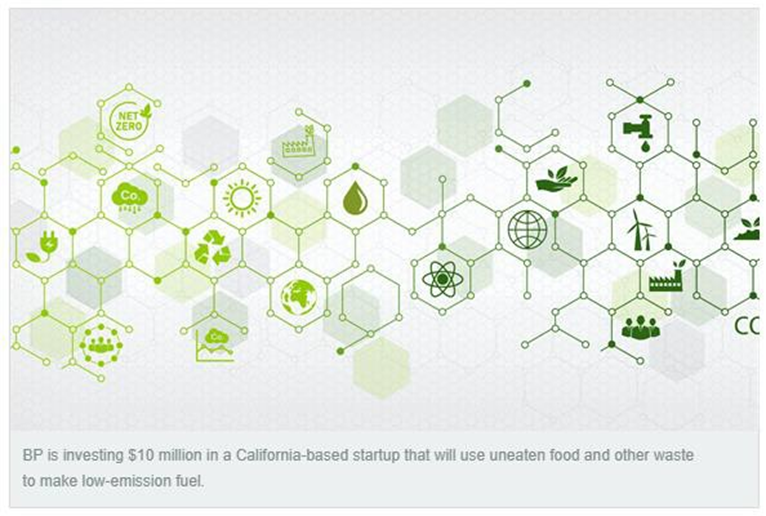 NET
ZERO
Co₂
Co₂
CC
BP is investing $10 million in a California-based startup that will use uneaten food and other waste
to make low-emission fuel.